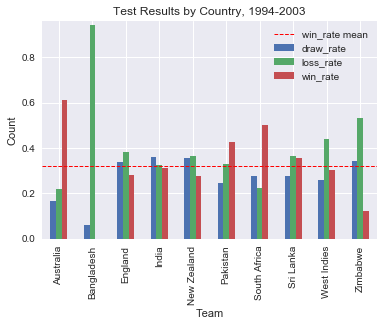 Test Results by Country, 1994-2003
win_rate mean
draw_rate
loss_rate
win_rate
Count
0.8
0.6
0.4
0.2
0.0
Australia
Bangladesh
England
India
New Zealand
Pakistan
South Africa
Sri Lanka
West Indies
Zimbabwe
Team